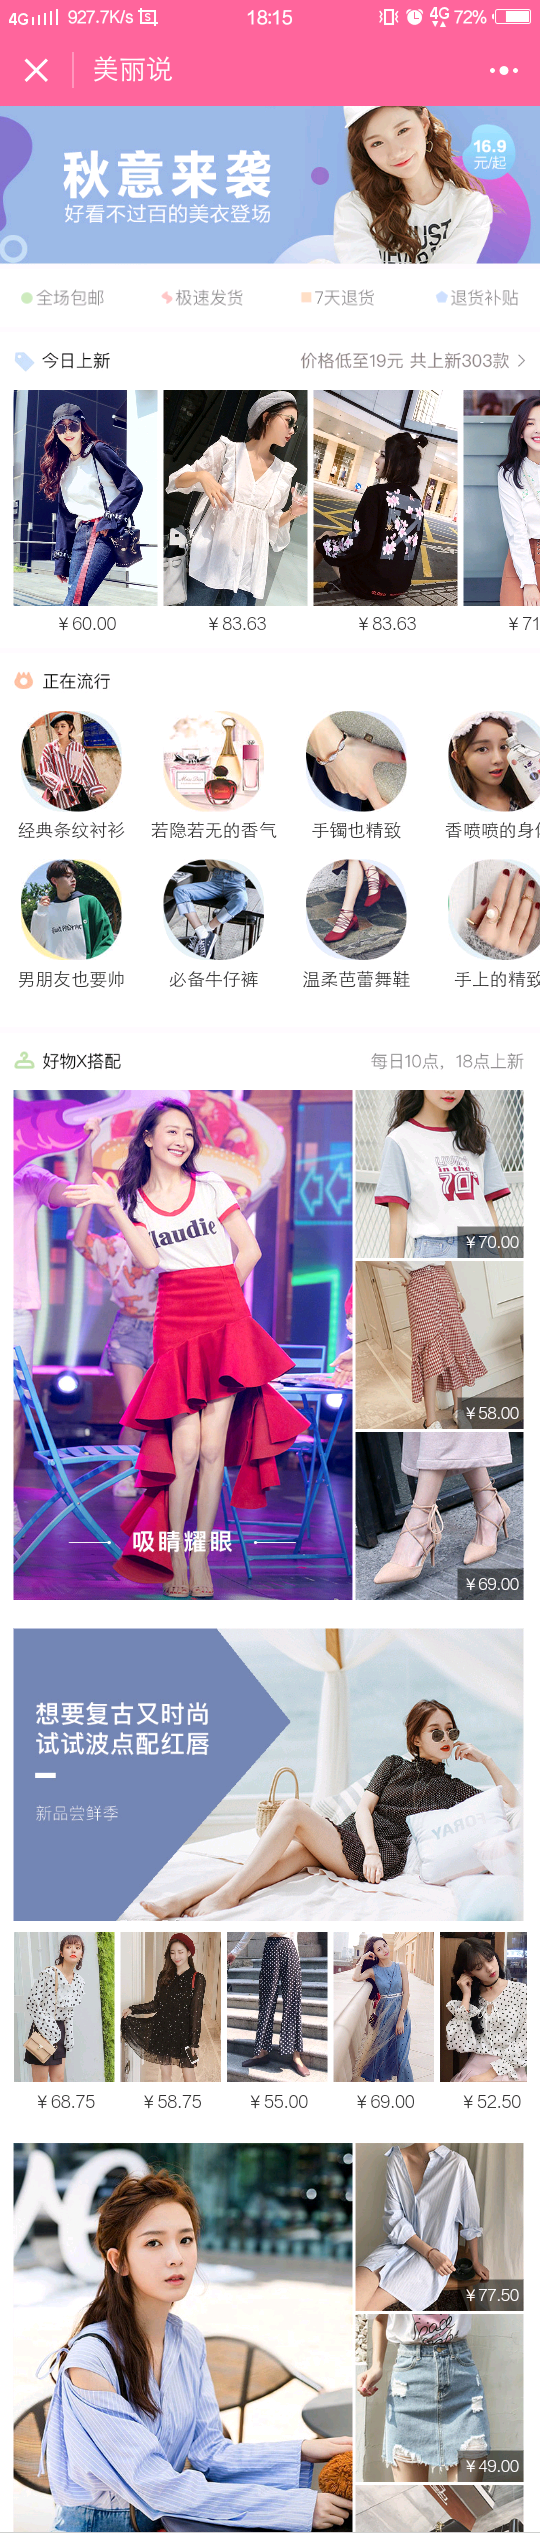 4G 927.7K/s 18:15 4G 72%
美丽说
秋意来袭
好看不过百的美衣登场
16.9
元/起
全场包邮 极速发货 7天退货 退货补贴
今日上新 价格低至19元 共上新303款 >
¥60.00 ¥83.63 ¥83.63 ¥71
正在流行
经典条纹衬衫 若隐若无的香气 手镯也精致 香喷喷的身
男朋友也要帅 必备牛仔裤 温柔芭蕾舞鞋 手上的精致
好物X搭配 每日10点，18点上新
laudie
in the
70
¥70.00
¥58.00
吸睛耀眼
¥69.00
想要复古又时尚
试试波点配红唇
新品尝鲜季
¥68.75 ¥58.75 ¥55.00 ¥69.00 ¥52.50
¥77.50
¥49.00